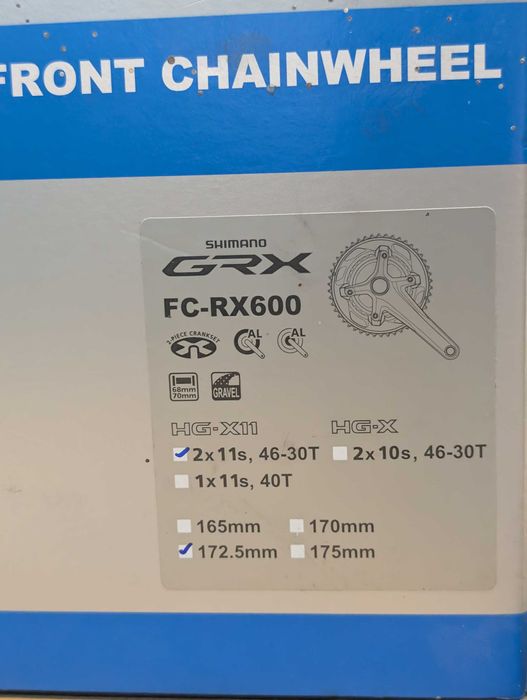 FRONT CHAINWHEEL
SHIMANO
GRX
FC-RX600
2-PIECE CRANKSET
AL
AL
68mm
70mm
GRAVEL
HG-X11
HG-X
2x11s, 46-30T
2x10s, 46-30T
1x11s, 40T
165mm
170mm
172.5mm
175mm